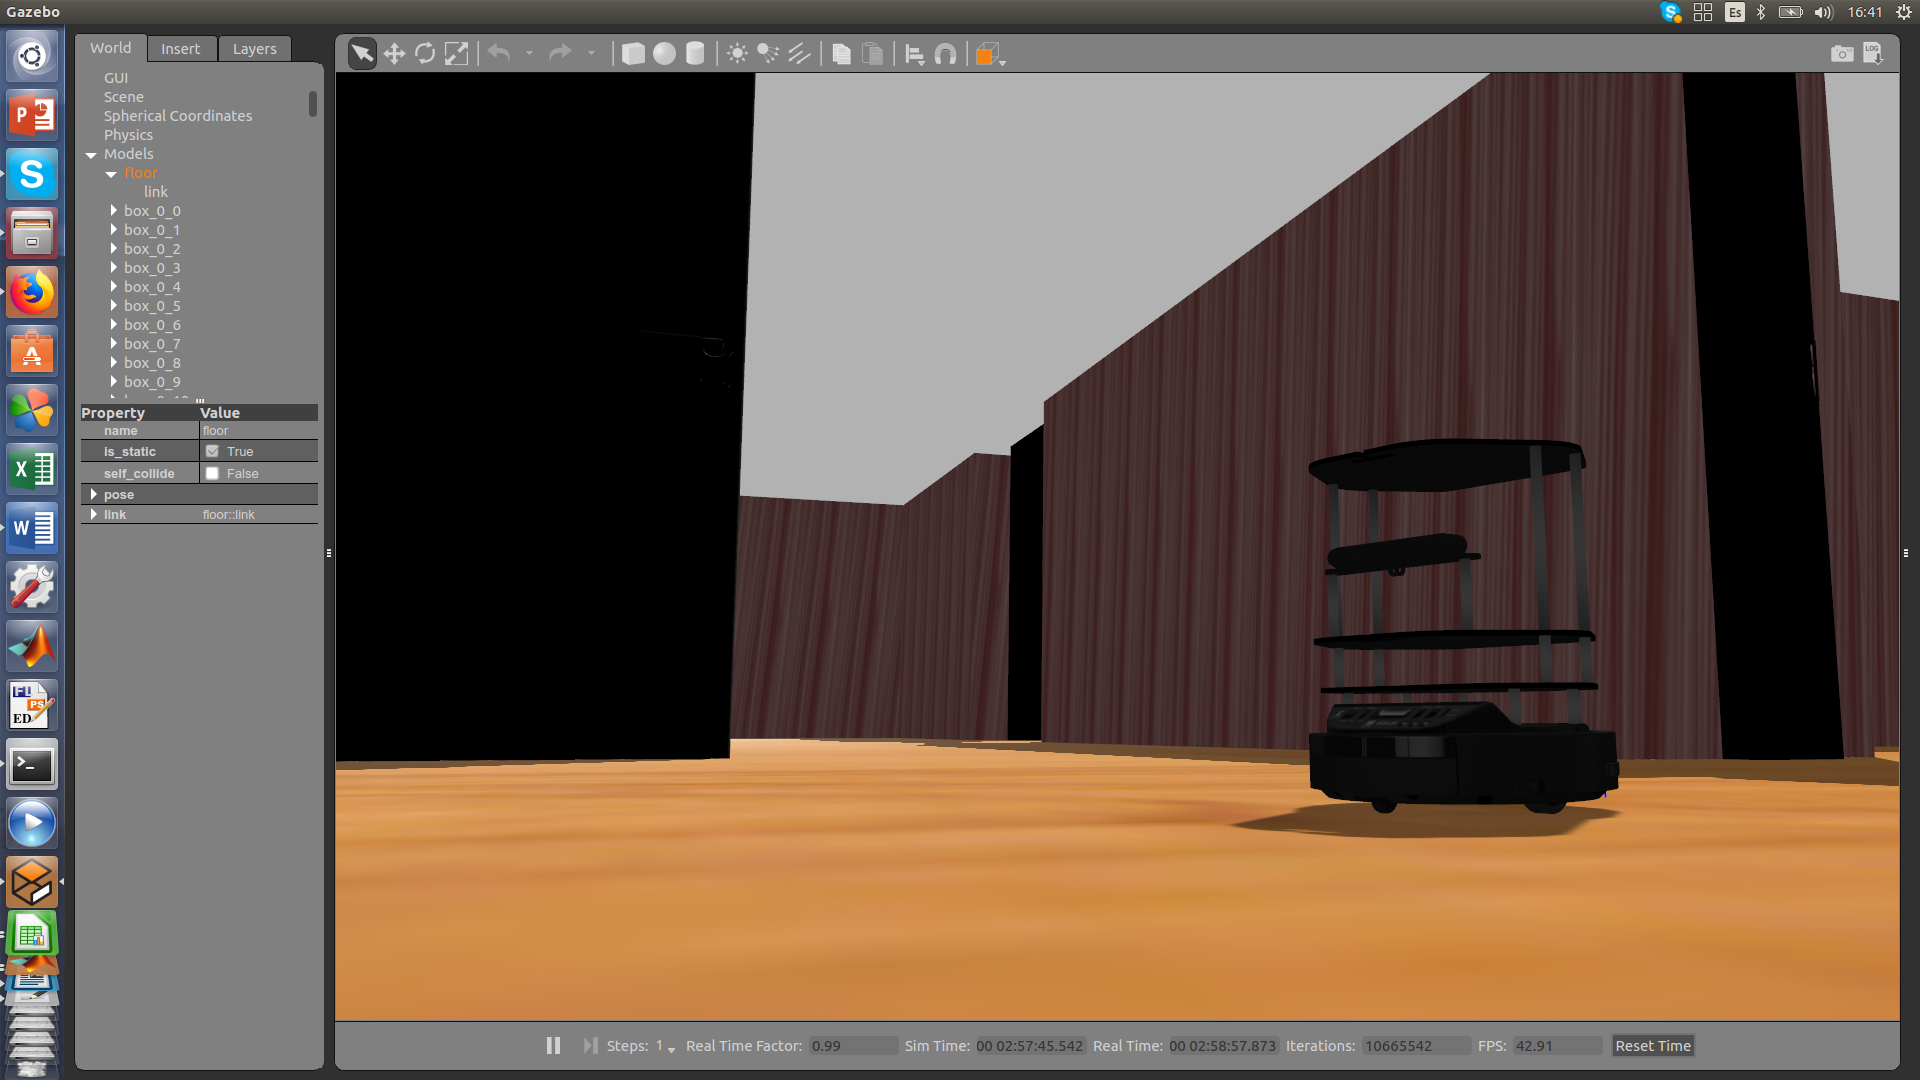 Gazebo
Es
16:41
World Insert Layers
LOG
GUI
Scene
Spherical Coordinates
Physics
Models
floor
link
box_0_0
box_0_1
box_0_2
box_0_3
box_0_4
box_0_5
box_0_6
box_0_7
box_0_8
box_0_9
Property Value
name floor
is_static True
self_collide False
pose
link floor::link
Steps: 1 Real Time Factor: 0.99 Sim Time: 00 02:57:45.542 Real Time: 00 02:58:57.873 Iterations: 10665542 FPS: 42.91 Reset Time